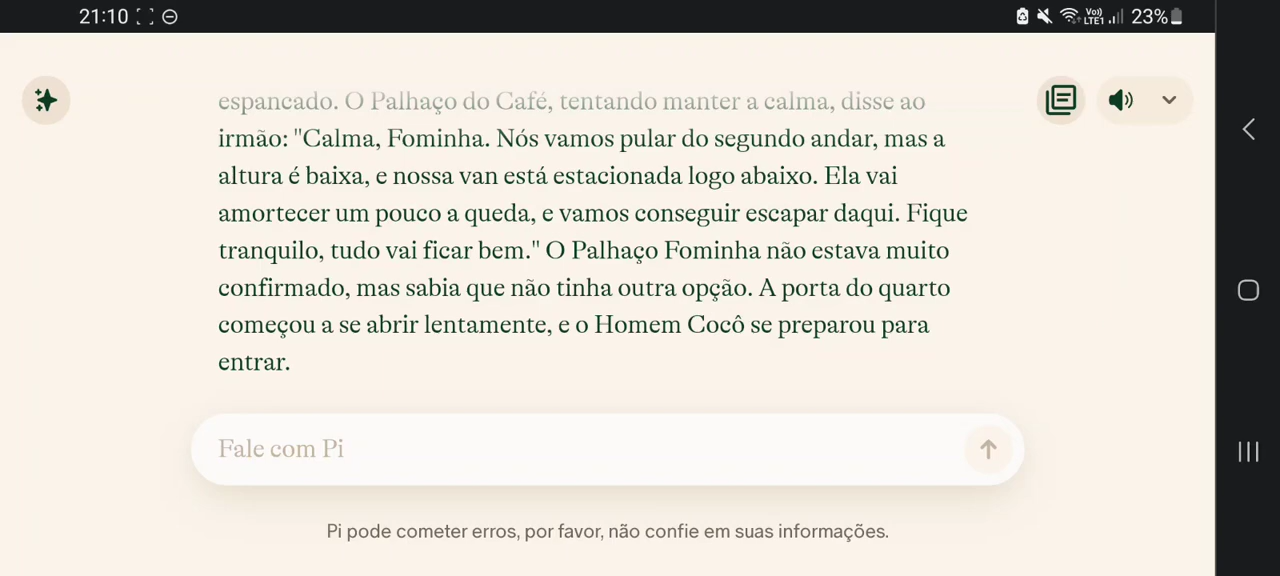 21:10
Vo)) LTE1 23%
espancado. O Palhaço do Café, tentando manter a calma, disse ao
irmão: "Calma, Fominha. Nós vamos pular do segundo andar, mas a
altura é baixa, e nossa van está estacionada logo abaixo. Ela vai
amortecer um pouco a queda, e vamos conseguir escapar daqui. Fique
tranquilo, tudo vai ficar bem." O Palhaço Fominha não estava muito
confirmado, mas sabia que não tinha outra opção. A porta do quarto
começou a se abrir lentamente, e o Homem Cocô se preparou para
entrar.
Fale com Pi
Pi pode cometer erros, por favor, não confie em suas informações.